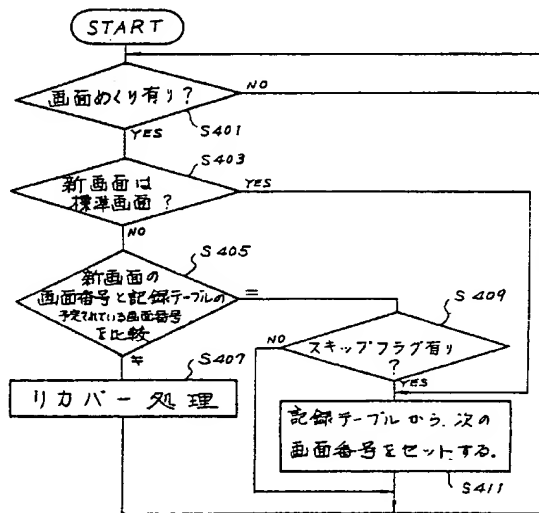 START
画面めくり有り?
NO
S401
YES
S403
新画面は
標準画面?
YES
NO
S405
新画面の
画面番号と記録テーブルの
予定されている画面番号
を比較
=
≠
S409
NO
スキップフラグ有り
?
YES
S407
リカバー処理
記録テーブルから、次の
画面番号をセットする。
S411